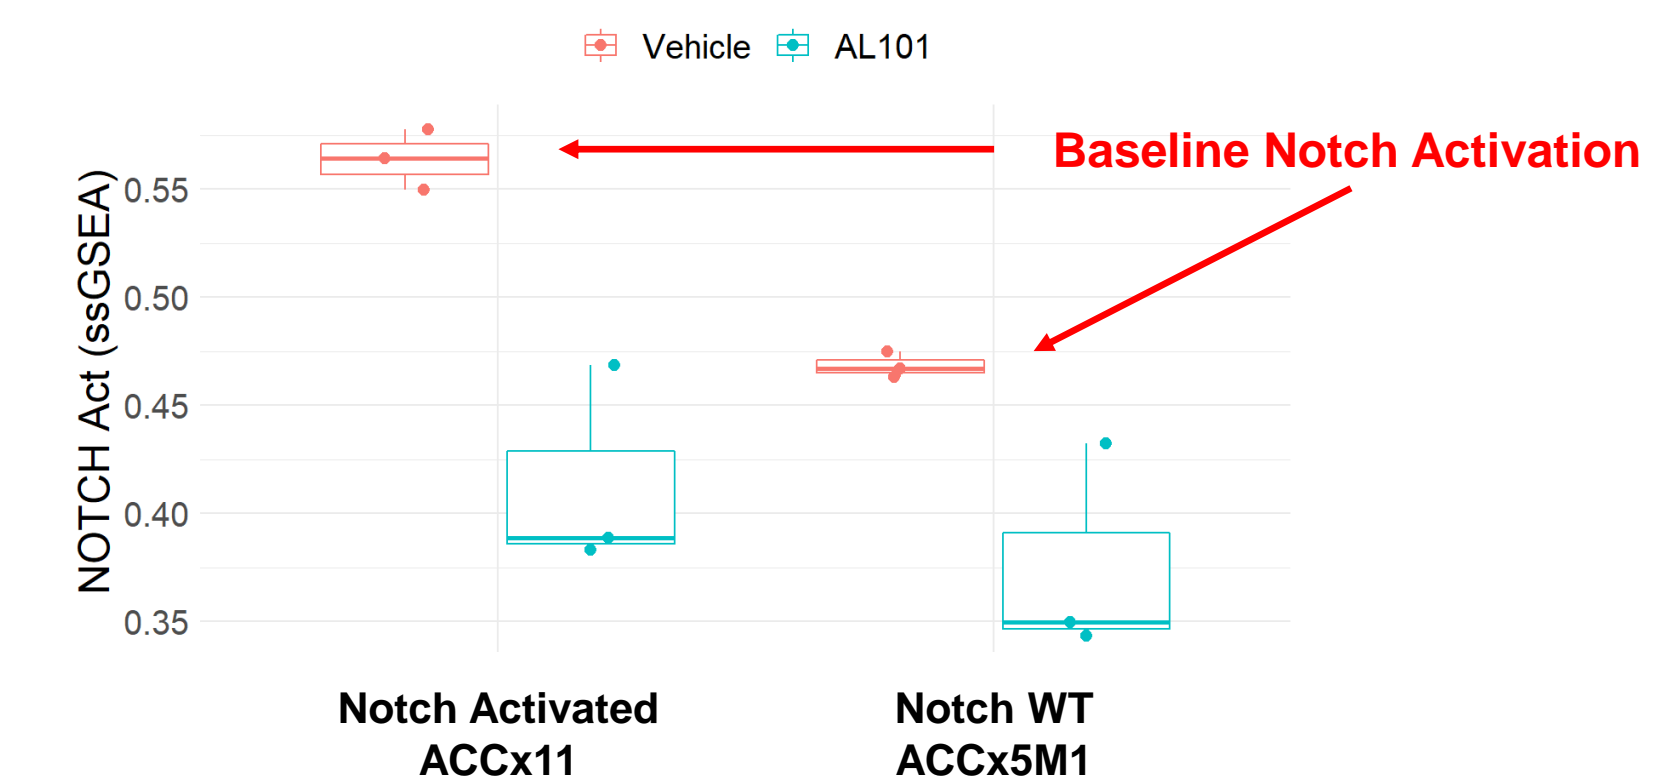 Vehicle AL101
Baseline Notch Activation
NOTCH Act (ssGSEA)
0.55
0.50
0.45
0.40
0.35
Notch Activated
ACCx11
Notch WT
ACCx5M1